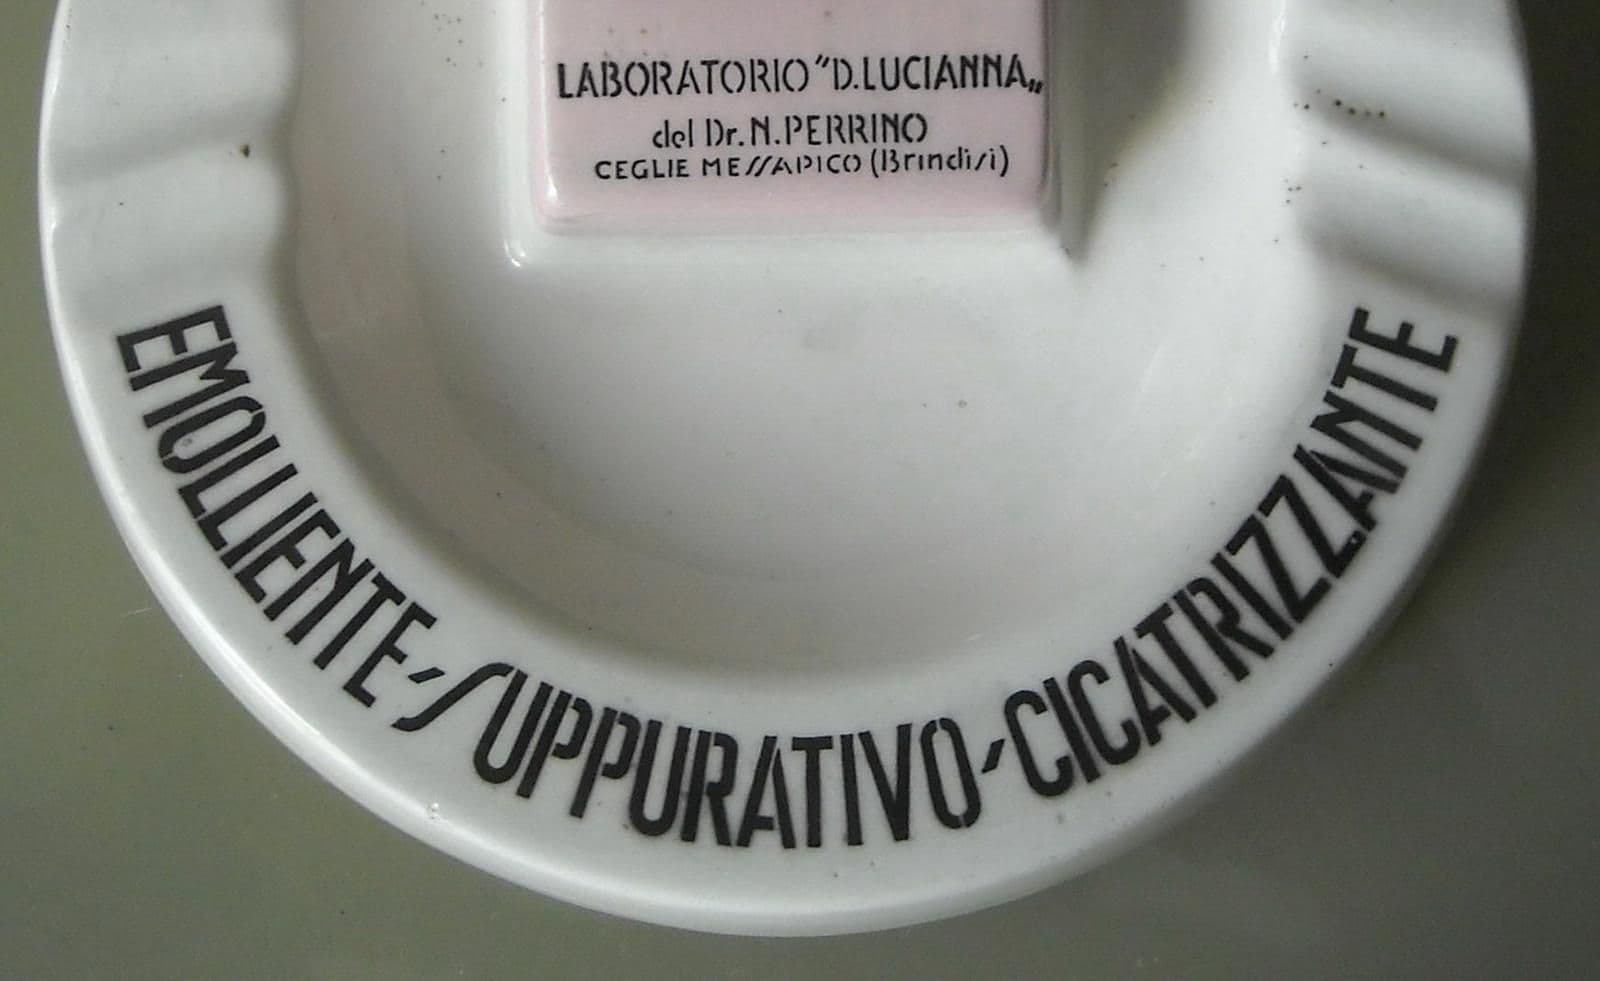 LABORATORIO "D.LUCIANNA„
del Dr. N. PERRINO
CEGLIE MESSAPICO (Brindisi)
EMOLLIENTE-SUPPURATIVO-CICATRIZZANTE